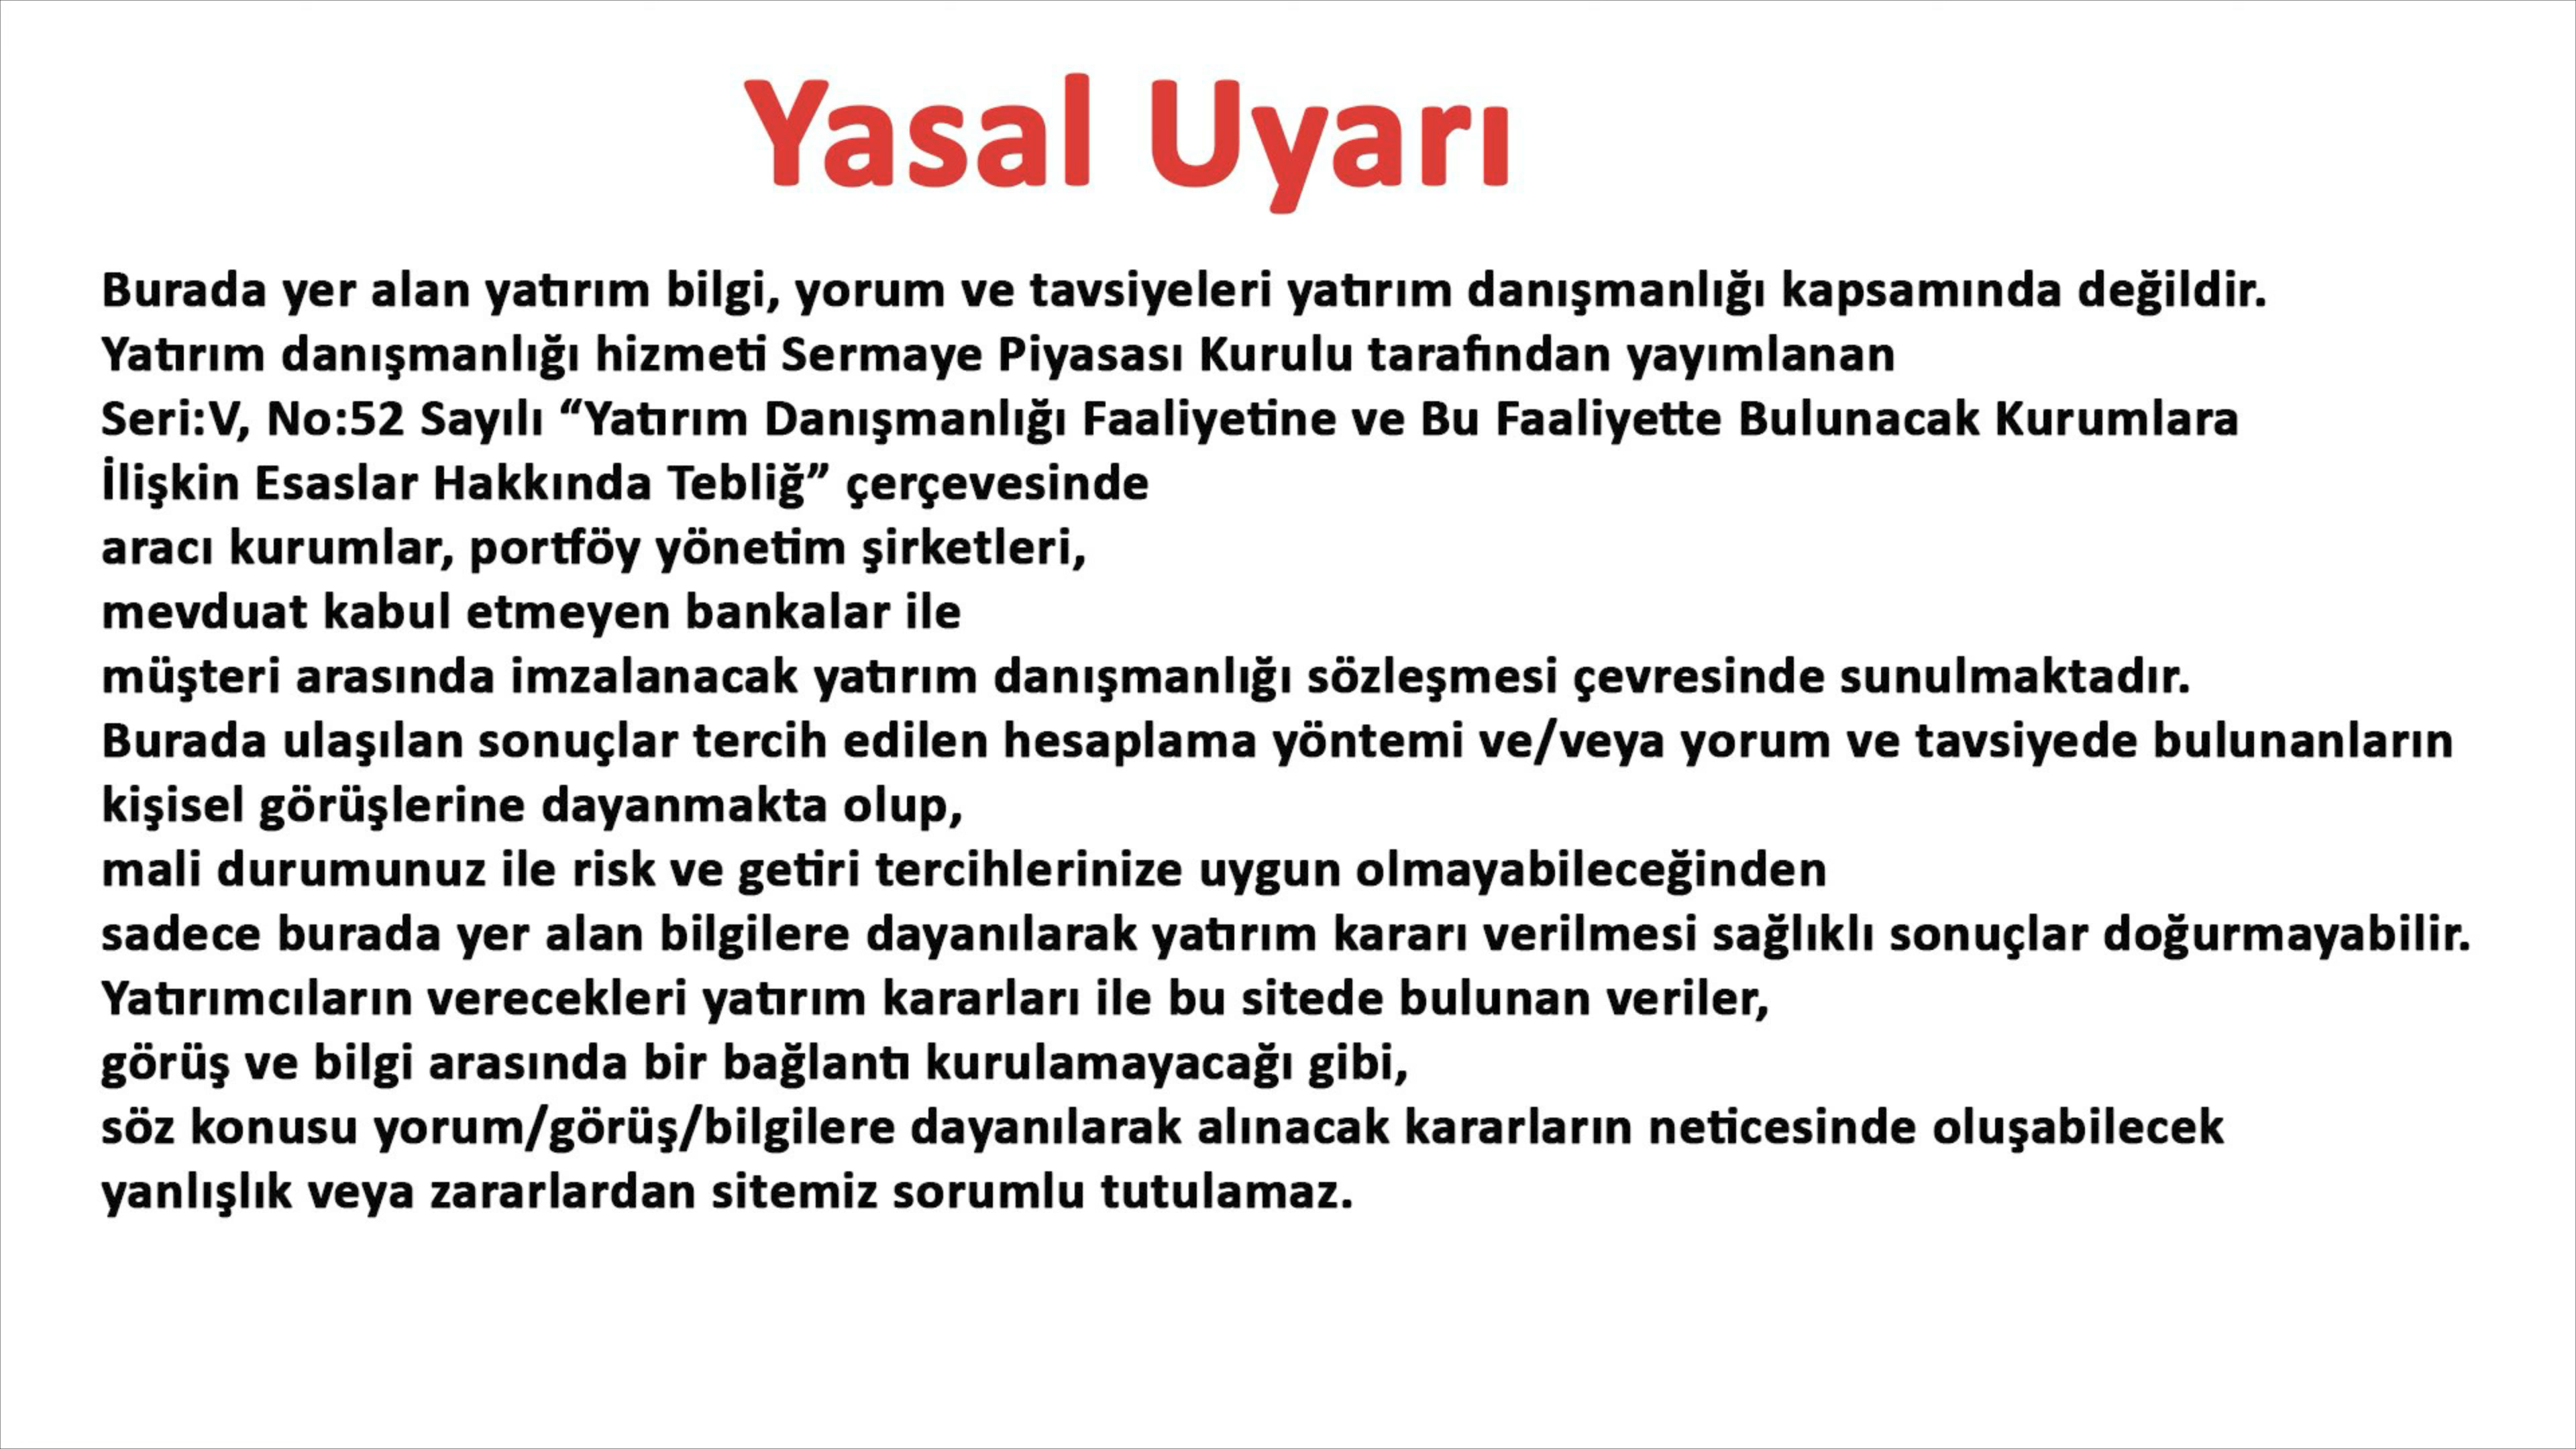 Yasal Uyarı
Burada yer alan yatırım bilgi, yorum ve tavsiyeleri yatırım danışmanlığı kapsamında değildir.
Yatırım danışmanlığı hizmeti Sermaye Piyasası Kurulu tarafından yayımlanan
Seri:V, No:52 Sayılı “Yatırım Danışmanlığı Faaliyetine ve Bu Faaliyette Bulunacak Kurumlara
İlişkin Esaslar Hakkında Tebliğ” çerçevesinde
aracı kurumlar, portföy yönetim şirketleri,
mevduat kabul etmeyen bankalar ile
müşteri arasında imzalanacak yatırım danışmanlığı sözleşmesi çevresinde sunulmaktadır.
Burada ulaşılan sonuçlar tercih edilen hesaplama yöntemi ve/veya yorum ve tavsiyede bulunanların
kişisel görüşlerine dayanmakta olup,
mali durumunuz ile risk ve getiri tercihlerinize uygun olmayabileceğinden
sadece burada yer alan bilgilere dayanılarak yatırım kararı verilmesi sağlıklı sonuçlar doğurmayabilir.
Yatırımcıların verecekleri yatırım kararları ile bu sitede bulunan veriler,
görüş ve bilgi arasında bir bağlantı kurulamayacağı gibi,
söz konusu yorum/görüş/bilgilere dayanılarak alınacak kararların neticesinde oluşabilecek
yanlışlık veya zararlardan sitemiz sorumlu tutulamaz.